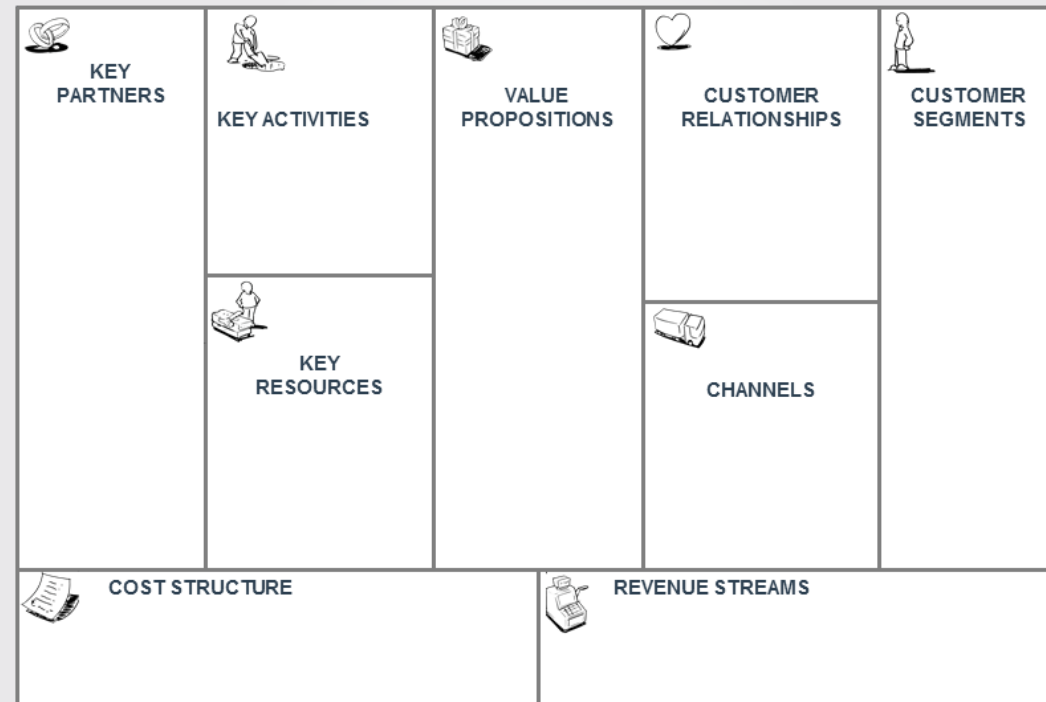 KEY
PARTNERS
KEY ACTIVITIES
KEY
RESOURCES
VALUE
PROPOSITIONS
CUSTOMER
RELATIONSHIPS
CHANNELS
CUSTOMER
SEGMENTS
COST STRUCTURE
REVENUE STREAMS